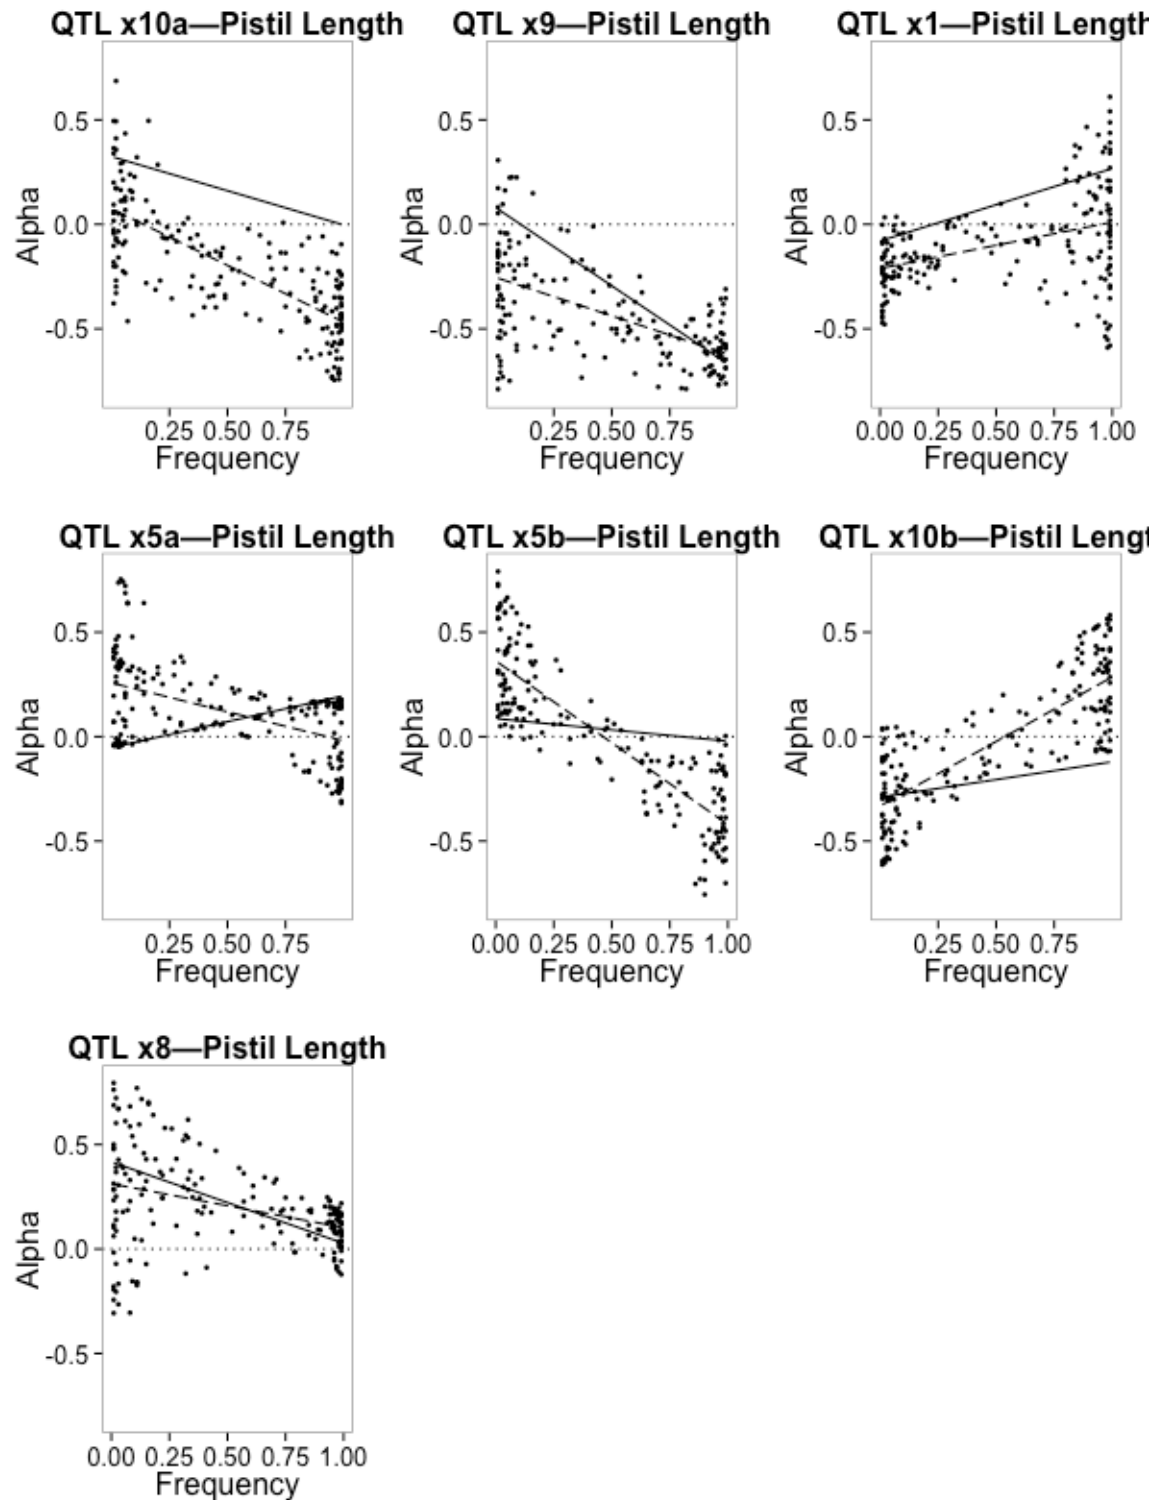 QTL x10a—Pistil Length
QTL x9—Pistil Length
QTL x1—Pistil Length
Alpha
0.5
0.0
-0.5
0.25 0.50 0.75
Frequency
Alpha
0.5
0.0
-0.5
0.25 0.50 0.75
Frequency
Alpha
0.5
0.0
-0.5
0.00 0.25 0.50 0.75 1.00
Frequency
QTL x5a—Pistil Length
QTL x5b—Pistil Length
QTL x10b—Pistil Lengt
Alpha
0.5
0.0
-0.5
0.25 0.50 0.75
Frequency
Alpha
0.5
0.0
-0.5
0.00 0.25 0.50 0.75 1.00
Frequency
Alpha
0.5
0.0
-0.5
0.25 0.50 0.75
Frequency
QTL x8—Pistil Length
Alpha
0.5
0.0
-0.5
0.00 0.25 0.50 0.75 1.00
Frequency